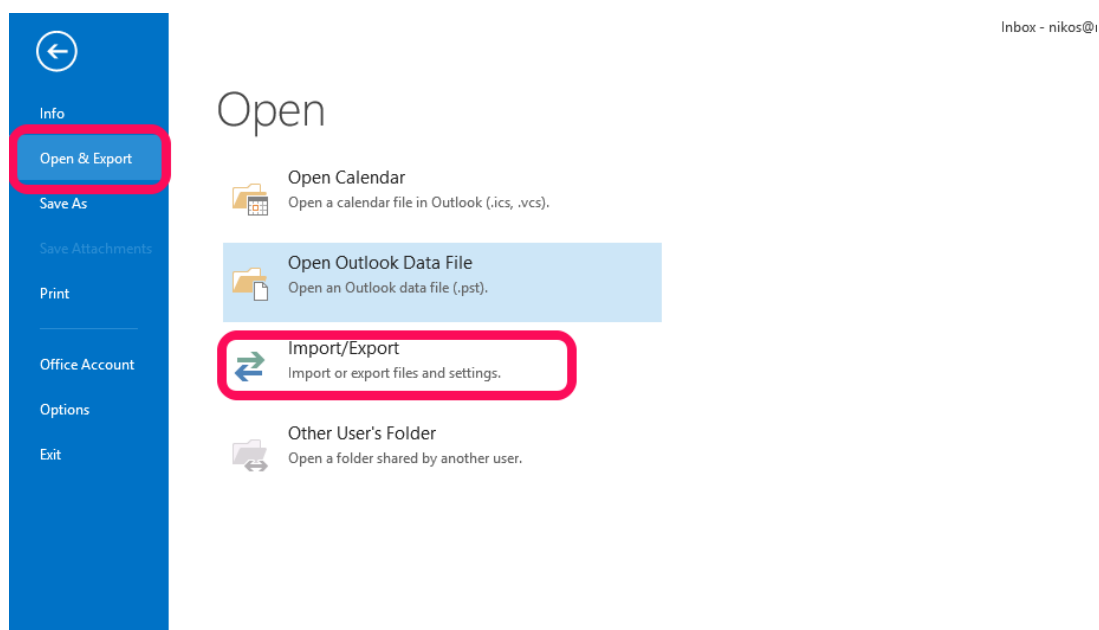 Inbox - nikos@
Info
Open & Export
Save As
Save Attachments
Print
Office Account
Options
Exit
Open
Open Calendar
Open a calendar file in Outlook (.ics, .vcs).
Open Outlook Data File
Open an Outlook data file (.pst).
Import/Export
Import or export files and settings.
Other User's Folder
Open a folder shared by another user.